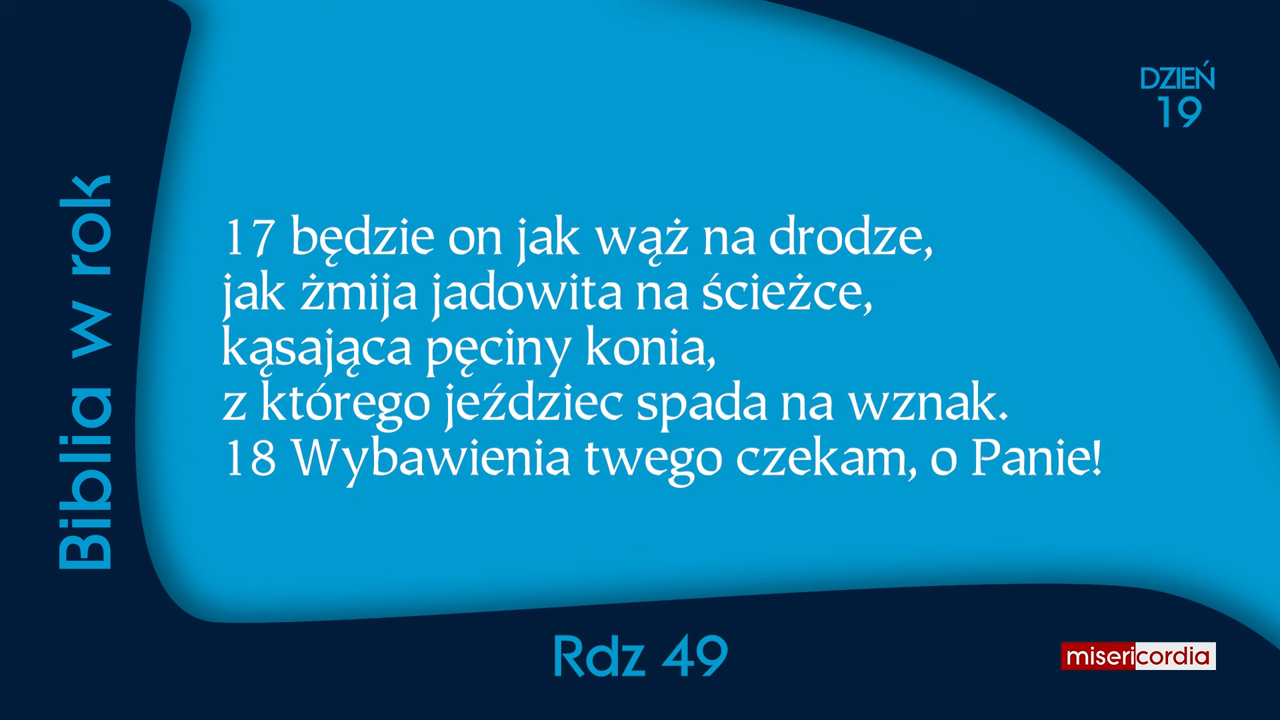 DZIEŃ
19
Biblia w rok
17 będzie on jak wąż na drodze,
jak żmija jadowita na ścieżce,
kąsająca pęciny konia,
z którego jeździec spada na wznak.
18 Wybawienia twego czekam, o Panie!
Rdz 49
misericordia